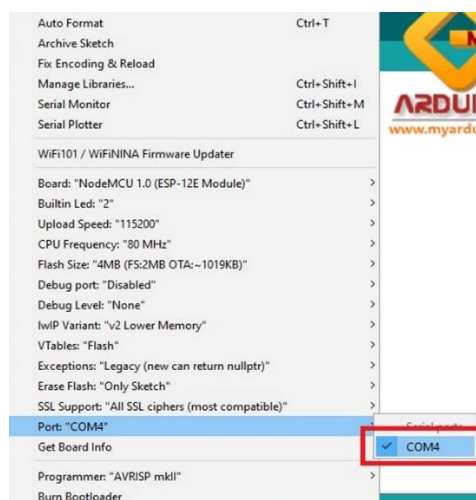 Auto Format Ctrl+T
Archive Sketch
Fix Encoding & Reload
Manage Libraries... Ctrl+Shift+I
Serial Monitor Ctrl+Shift+M
Serial Plotter Ctrl+Shift+L
WiFi101 / WiFiNINA Firmware Updater
Board: "NodeMCU 1.0 (ESP-12E Module)"
Builtin Led: "2"
Upload Speed: "115200"
CPU Frequency: "80 MHz"
Flash Size: "4MB (FS:2MB OTA:~1019KB)"
Debug port: "Disabled"
Debug Level: "None"
lwIP Variant: "v2 Lower Memory"
VTables: "Flash"
Exceptions: "Legacy (new can return nullptr)"
Erase Flash: "Only Sketch"
SSL Support: "All SSL ciphers (most compatible)"
Port: "COM4"
Get Board Info
Programmer: "AVRISP mkII"
Burn Bootloader
Serial ports
COM4
M
ARDUI
www.myardu